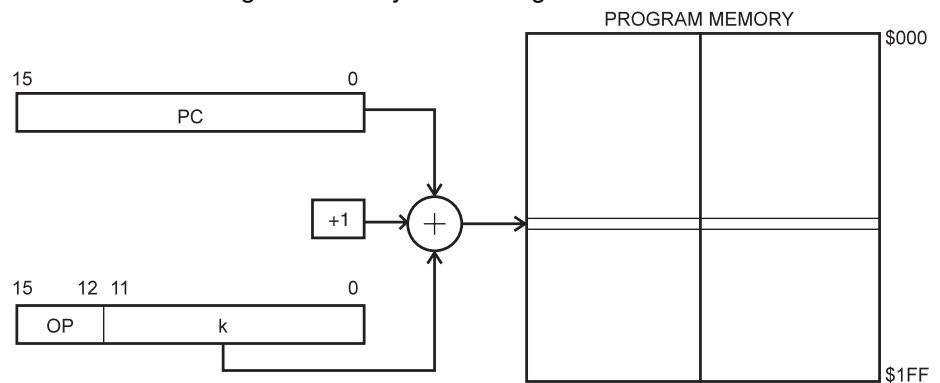 PROGRAM MEMORY
$000
15 0
PC
+1
+
15 12 11 0
OP k
$1FF